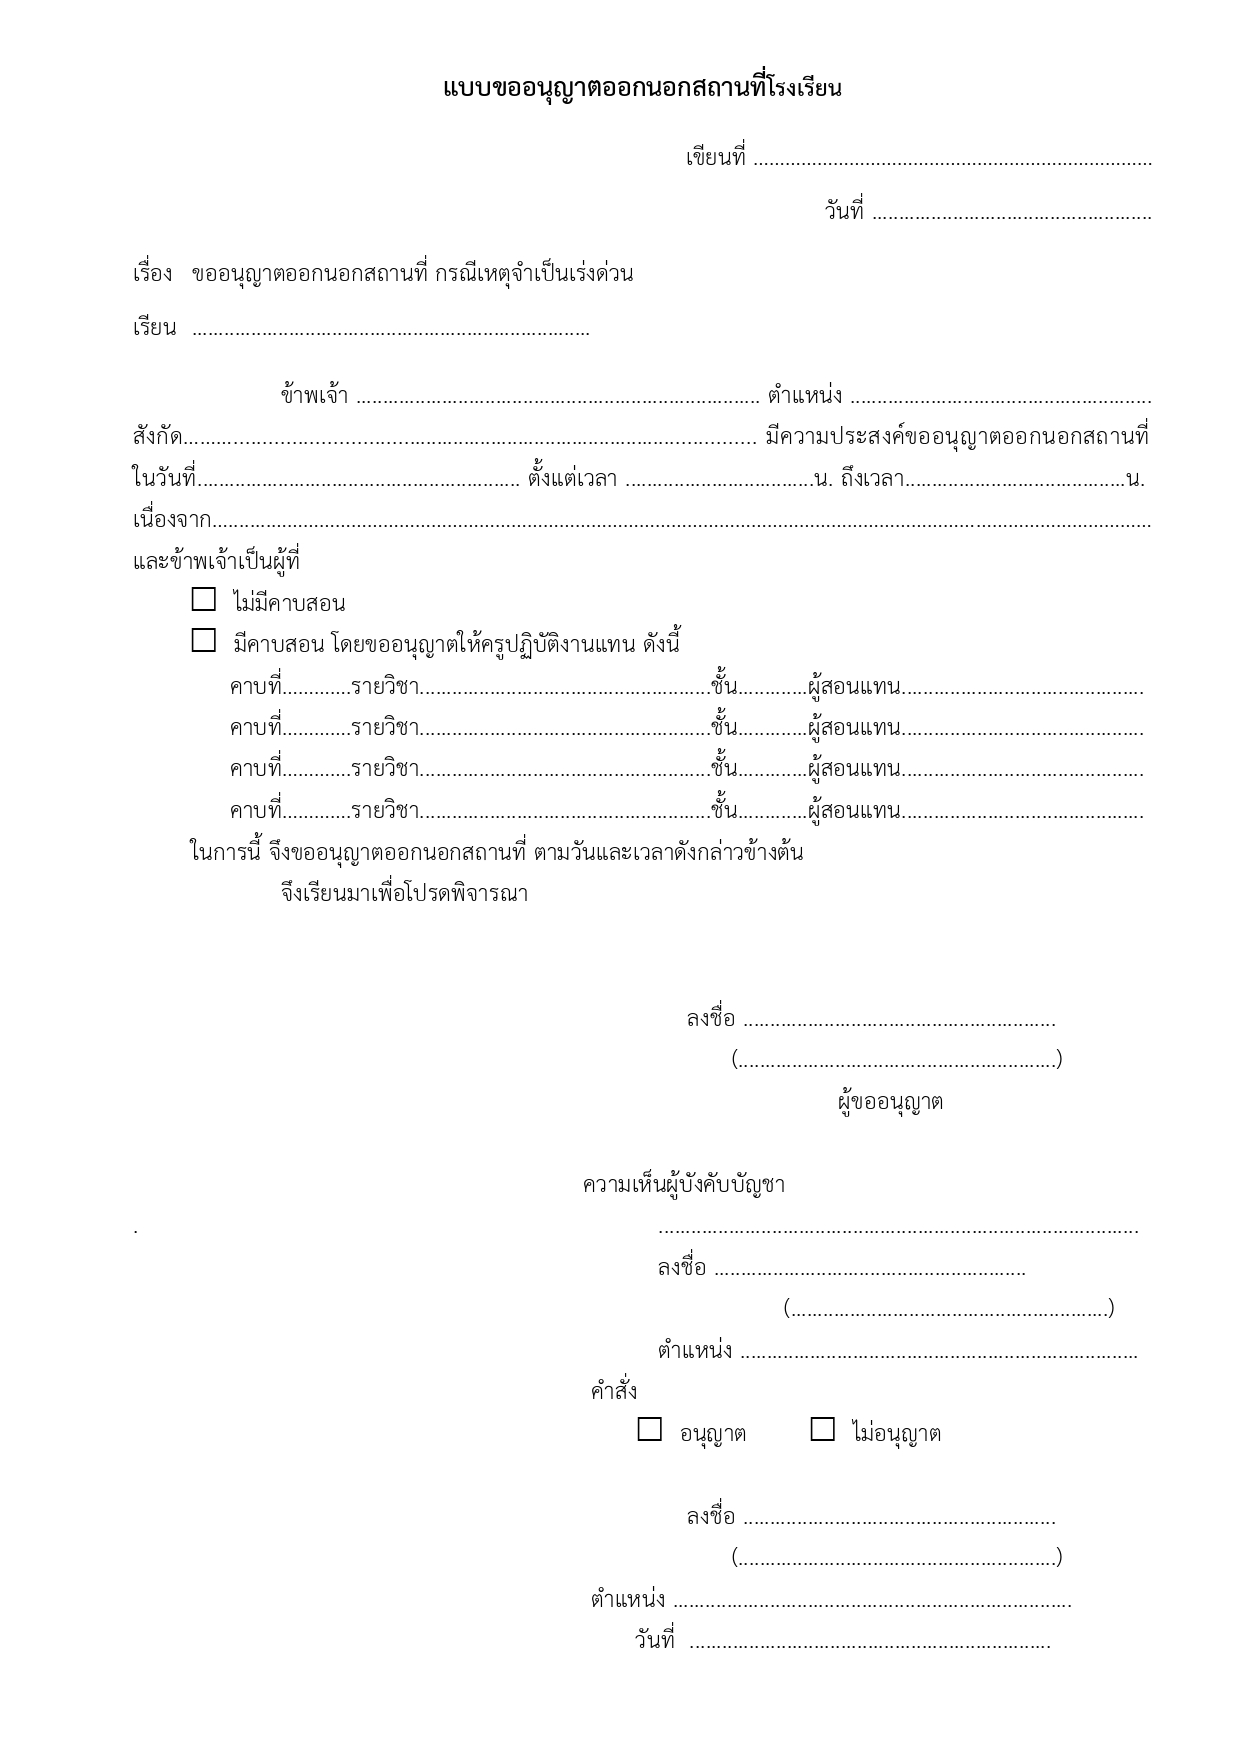 แบบขออนุญาตออกนอกสถานที่โรงเรียน
เขียนที่ ...........................................................................
วันที่ ....................................................
เรื่อง ขออนุญาตออกนอกสถานที่ กรณีเหตุจำเป็นเร่งด่วน
เรียน ..........................................................................
ข้าพเจ้า ........................................................................... ตำแหน่ง ........................................................
สังกัด........................................................................................................... มีความประสงค์ขออนุญาตออกนอกสถานที่
ในวันที่............................................................ ตั้งแต่เวลา ...................................น. ถึงเวลา.........................................น.
เนื่องจาก..............................................................................................................................................................................
และข้าพเจ้าเป็นผู้ที่
☐ ไม่มีคาบสอน
☐ มีคาบสอน โดยขออนุญาตให้ครูปฏิบัติงานแทน ดังนี้
คาบที่.............รายวิชา......................................................ชั้น.............ผู้สอนแทน.............................................
คาบที่.............รายวิชา......................................................ชั้น.............ผู้สอนแทน.............................................
คาบที่.............รายวิชา......................................................ชั้น.............ผู้สอนแทน.............................................
คาบที่.............รายวิชา......................................................ชั้น.............ผู้สอนแทน.............................................
ในการนี้ จึงขออนุญาตออกนอกสถานที่ ตามวันและเวลาดังกล่าวข้างต้น
จึงเรียนมาเพื่อโปรดพิจารณา
ลงชื่อ ..........................................................
(...........................................................)
ผู้ขออนุญาต
ความเห็นผู้บังคับบัญชา
. .........................................................................................
ลงชื่อ ..........................................................
(...........................................................)
ตำแหน่ง ..........................................................................
คำสั่ง
☐ อนุญาต ☐ ไม่อนุญาต
ลงชื่อ ..........................................................
(...........................................................)
ตำแหน่ง ..........................................................................
วันที่ ...................................................................